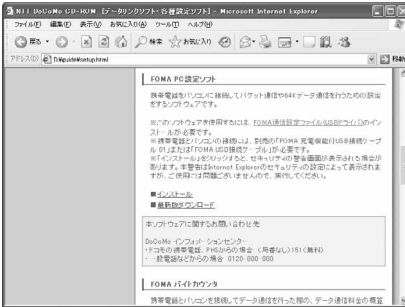 NTT DoCoMo CD-ROM [データリンクソフト・各種設定ソフト] - Microsoft Internet Explorer
ファイル(F) 編集(E) 表示(V) お気に入り(A) ツール(T) ヘルプ(H)
戻る 検索 お気に入り
アドレス(D) 移動
FOMA PC設定ソフト
携帯電話をパソコンに接続してパケット通信や64Kデータ通信を行うための設定
をするソフトウェアです。
※このソフトウェアを使用するには、FOMA通信設定ファイル(USBドライバ)のイン
ストールが必要です。
※携帯電話とパソコンの接続には、別売の「FOMA 充電機能付USB接続ケーブ
ル 01」または「FOMA USB接続ケーブル」が必要です。
※「インストール」をクリックすると、セキュリティの警告画面が表示される場合が
あります。本警告はInternet Explorerのセキュリティの設定によって表示されま
すが、ご使用には問題ございませんので、実行してください。
■インストール
■最新版ダウンロード
本ソフトウェアに関するお問い合わせ先
DoCoMo インフォメーションセンター
・ドコモの携帯電話、PHSからの場合 (局番なし)151(無料)
・一般電話などからの場合 0120-800-000
FOMA バイトカウンタ
携帯電話とパソコンを接続してデータ通信を行った際の、データ通信料金の概算